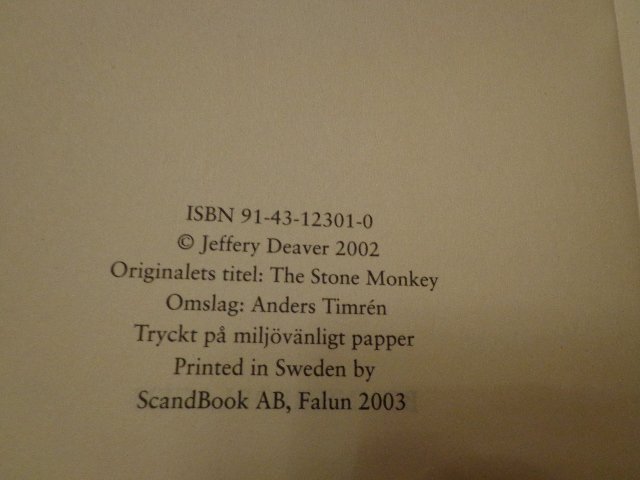 ISBN 91-43-12301-0
© Jeffery Deaver 2002
Originalets titel: The Stone Monkey
Omslag: Anders Timrén
Tryckt på miljövänligt papper
Printed in Sweden by
ScandBook AB, Falun 2003